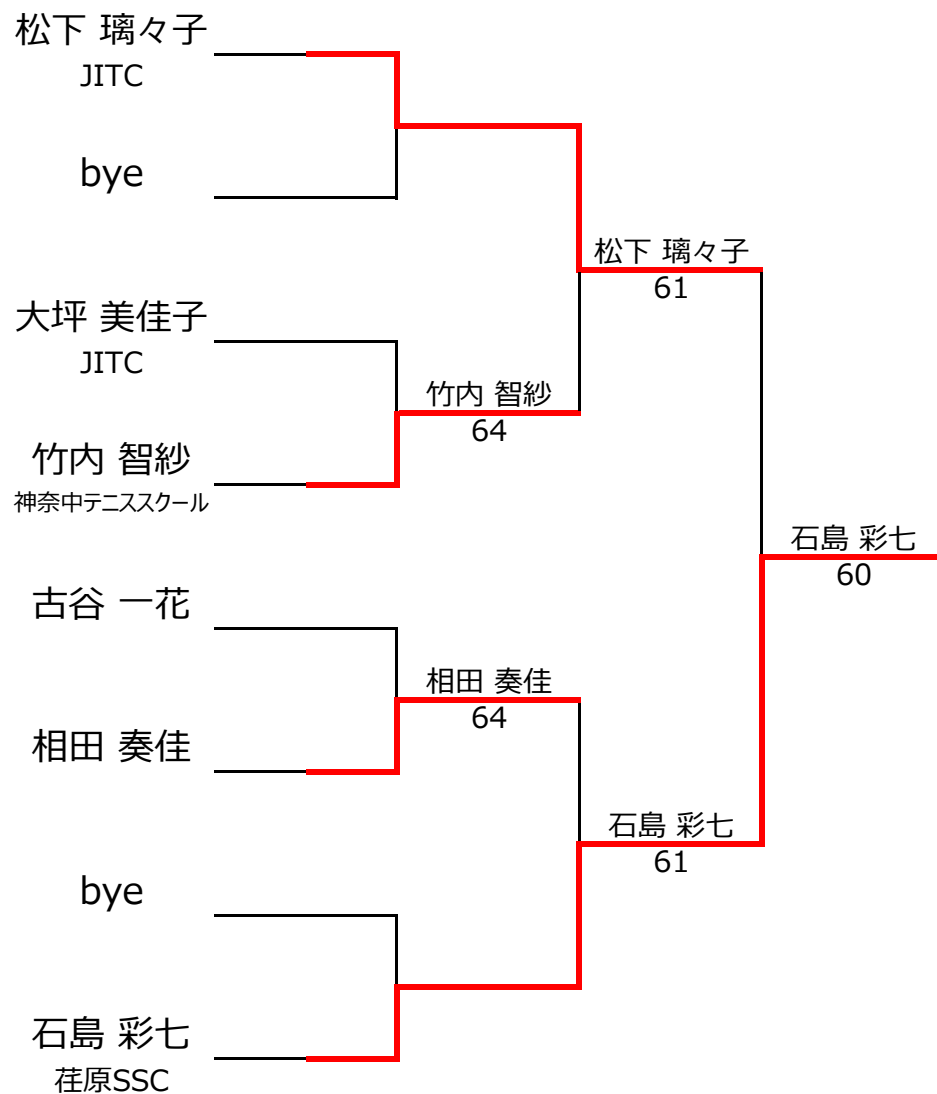 松下 璃々子
JITC
bye
大坪 美佳子
JITC
竹内 智紗
神奈中テニススクール
古谷 一花
相田 奏佳
bye
石島 彩七
荏原SSC
竹内 智紗
64
相田 奏佳
64
松下 璃々子
61
石島 彩七
61
石島 彩七
60